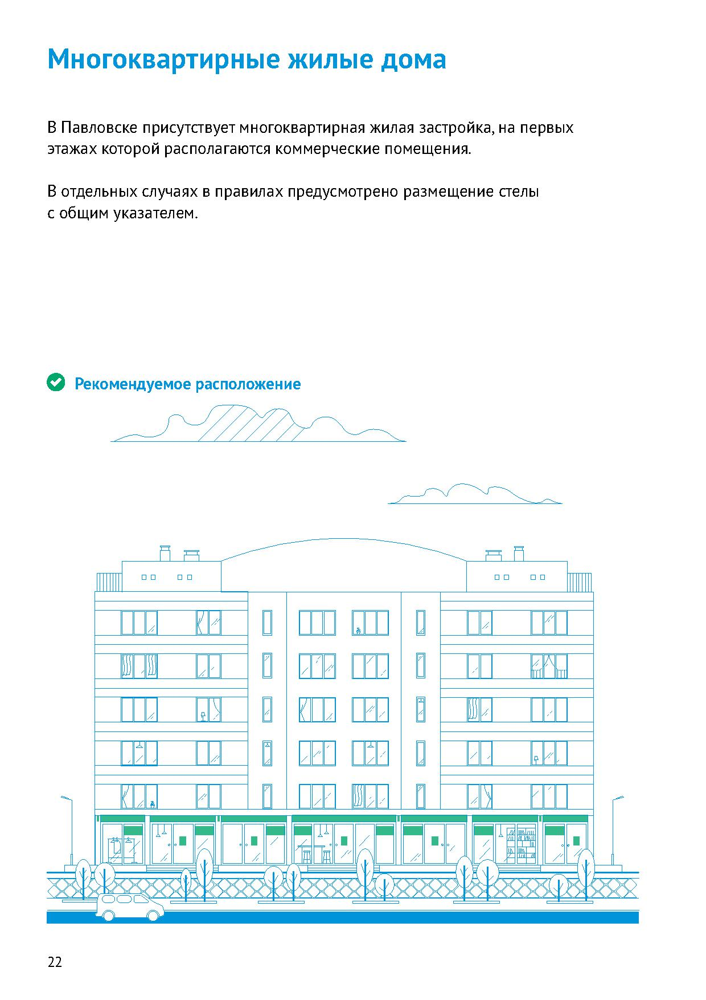 Многоквартирные жилые дома
В Павловске присутствует многоквартирная жилая застройка, на первых
этажах которой располагаются коммерческие помещения.
В отдельных случаях в правилах предусмотрено размещение стелы
с общим указателем.
Рекомендуемое расположение
22